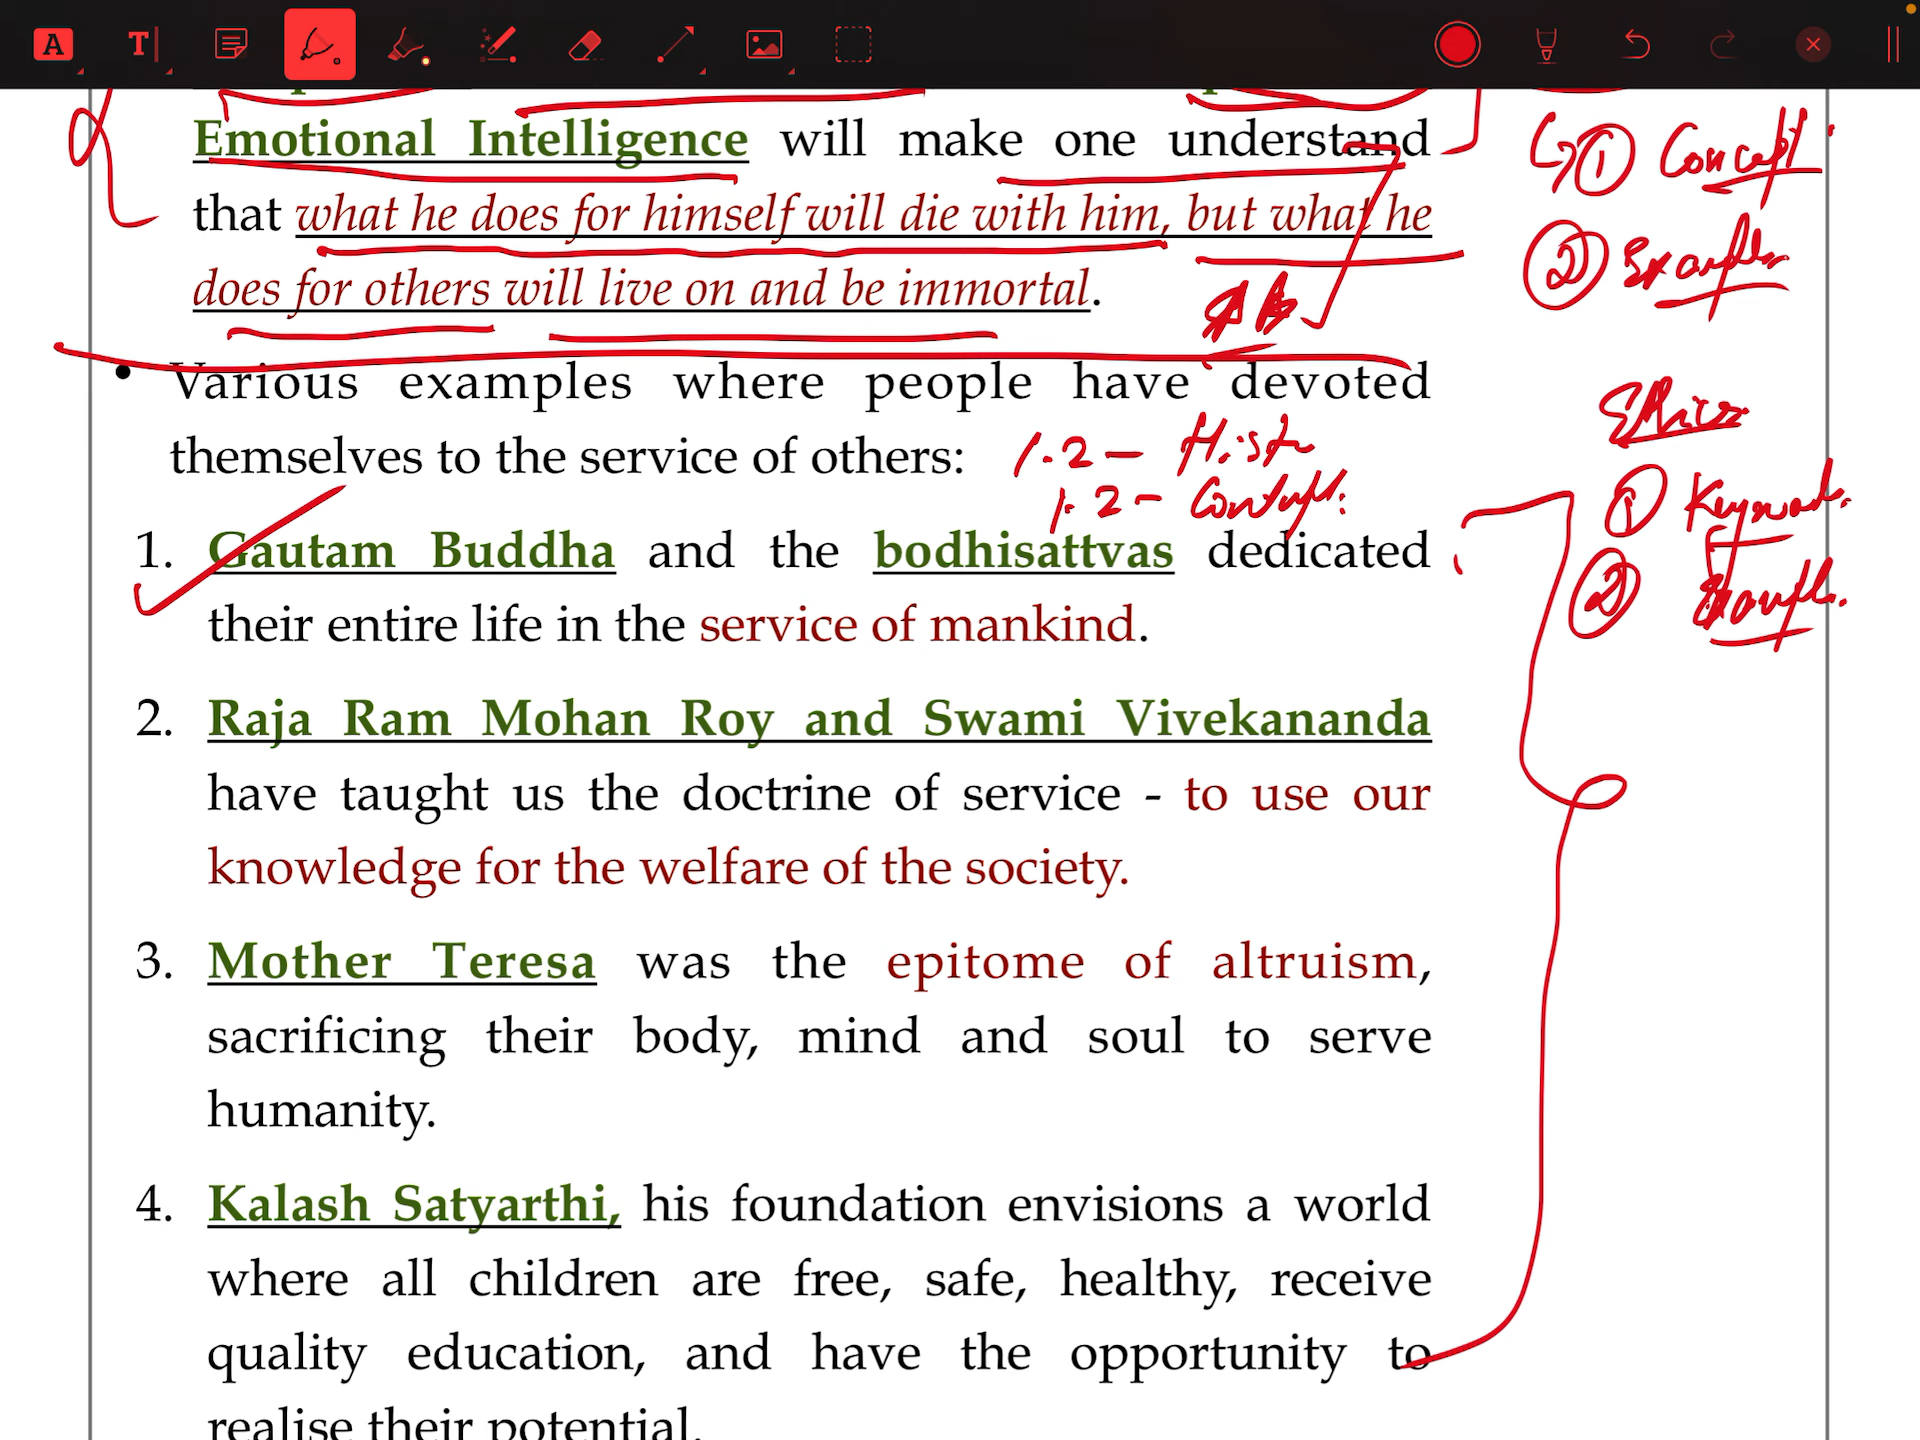 Emotional Intelligence will make one understand
that what he does for himself will die with him, but what he
does for others will live on and be immortal.
① Concept
② Examples
• Various examples where people have devoted
themselves to the service of others:
1.2 –
1.2 –
Ethics
① Keywords
②
1. Gautam Buddha and the bodhisattvas dedicated
their entire life in the service of mankind.
2. Raja Ram Mohan Roy and Swami Vivekananda
have taught us the doctrine of service - to use our
knowledge for the welfare of the society.
3. Mother Teresa was the epitome of altruism,
sacrificing their body, mind and soul to serve
humanity.
4. Kalash Satyarthi, his foundation envisions a world
where all children are free, safe, healthy, receive
quality education, and have the opportunity to
realise their potential.